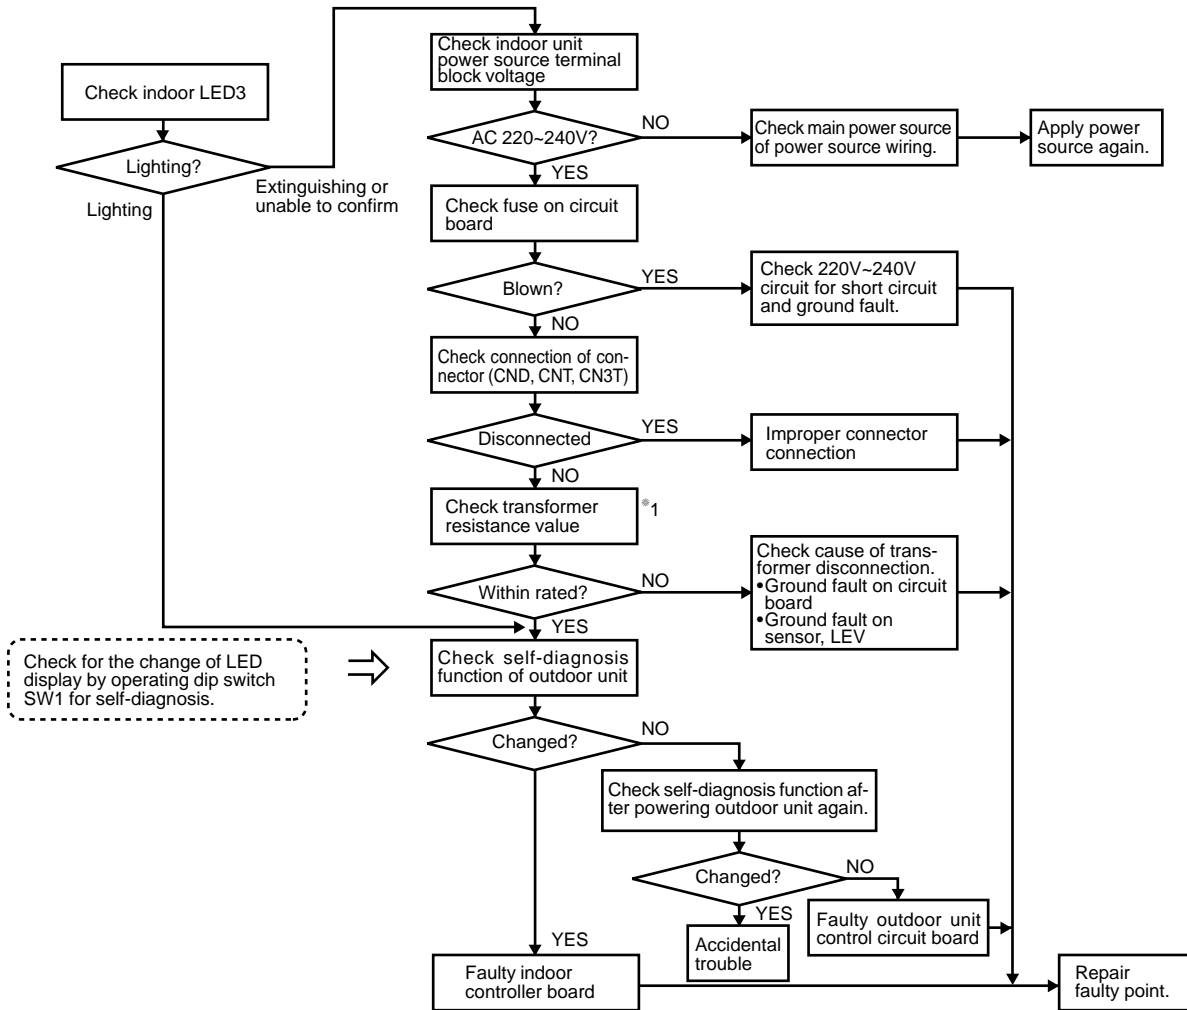 Check indoor unit
power source terminal
block voltage
Check indoor LED3
AC 220~240V?
NO
Check main power source
of power source wiring.
Apply power
source again.
Lighting?
YES
Extinguishing or
unable to confirm
Lighting
Check fuse on circuit
board
Blown?
YES
Check 220V~240V
circuit for short circuit
and ground fault.
NO
Check connection of con-
nector (CND, CNT, CN3T)
Disconnected
YES
Improper connector
connection
NO
Check transformer
resistance value
※1
Within rated?
NO
Check cause of trans-
former disconnection.
•Ground fault on circuit
board
•Ground fault on
sensor, LEV
YES
Check for the change of LED
display by operating dip switch
SW1 for self-diagnosis.
Check self-diagnosis
function of outdoor unit
Changed?
NO
Check self-diagnosis function af-
ter powering outdoor unit again.
Changed?
NO
YES
Accidental
trouble
Faulty outdoor unit
control circuit board
YES
Faulty indoor
controller board
Repair
faulty point.